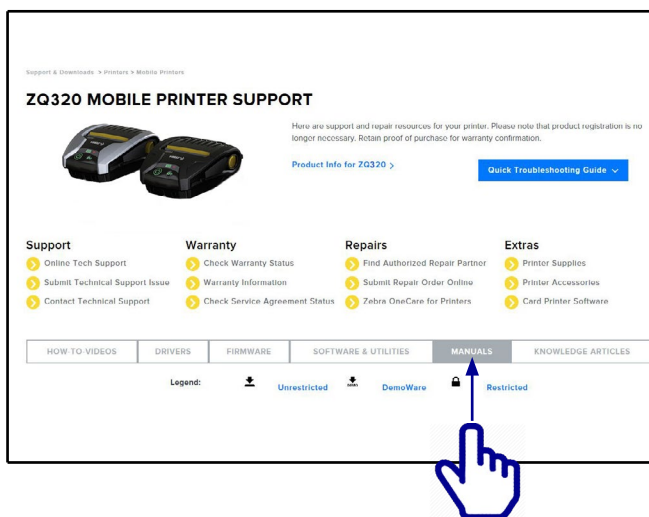 Support & Downloads > Printers > Mobile Printers
ZQ320 MOBILE PRINTER SUPPORT
Here are support and repair resources for your printer. Please note that product registration is no
longer necessary. Retain proof of purchase for warranty confirmation.
Product Info for ZQ320 >
Quick Troubleshooting Guide
Support
Warranty
Repairs
Extras
Online Tech Support
Check Warranty Status
Find Authorized Repair Partner
Printer Supplies
Submit Technical Support Issue
Warranty Information
Submit Repair Order Online
Printer Accessories
Contact Technical Support
Check Service Agreement Status
Zebra OneCare for Printers
Card Printer Software
HOW-TO-VIDEOS
DRIVERS
FIRMWARE
SOFTWARE & UTILITIES
MANUALS
KNOWLEDGE ARTICLES
Legend:
Unrestricted
DemoWare
Restricted